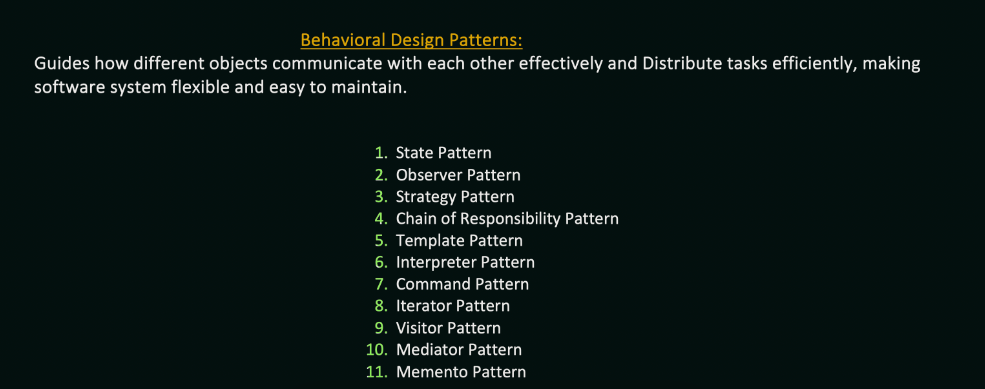 Behavioral Design Patterns:
Guides how different objects communicate with each other effectively and Distribute tasks efficiently, making
software system flexible and easy to maintain.
1. State Pattern
2. Observer Pattern
3. Strategy Pattern
4. Chain of Responsibility Pattern
5. Template Pattern
6. Interpreter Pattern
7. Command Pattern
8. Iterator Pattern
9. Visitor Pattern
10. Mediator Pattern
11. Memento Pattern